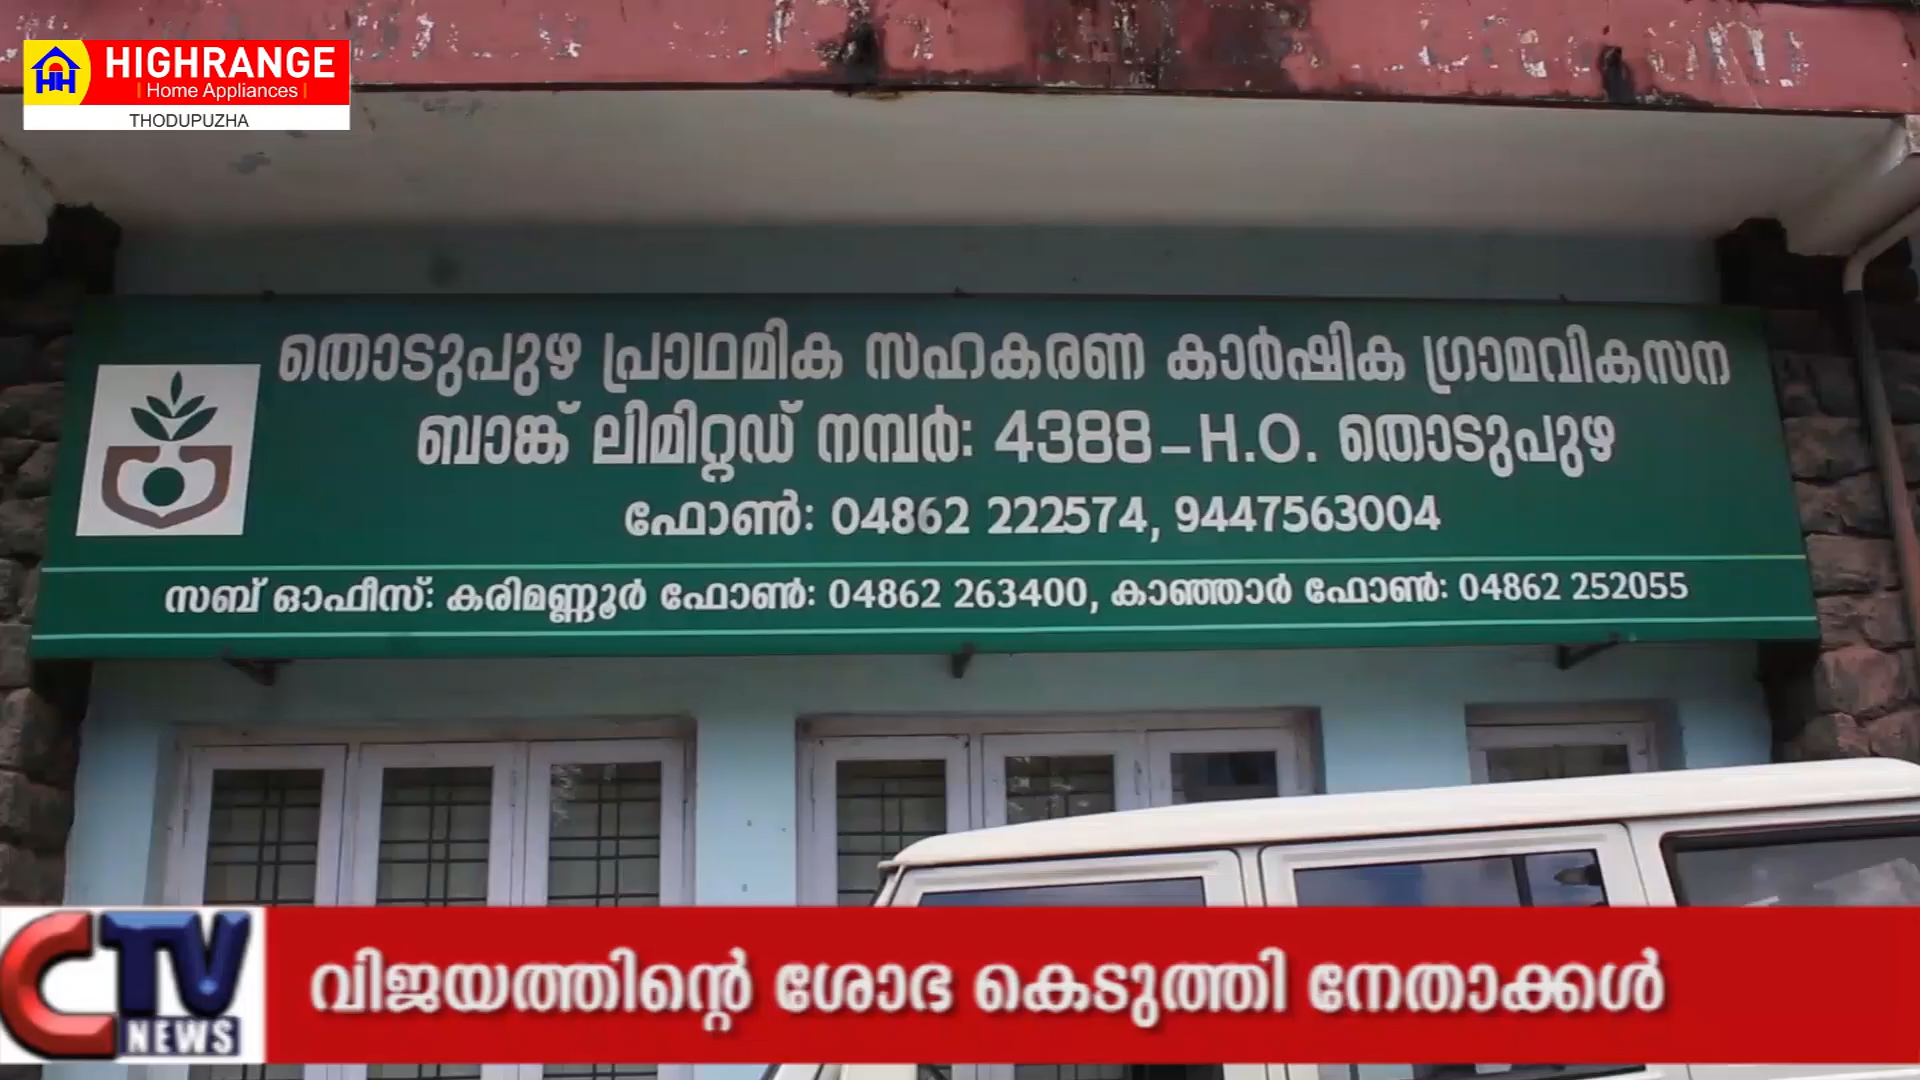 HIGHRANGE
Home Appliances
THODUPUZHA
തൊടുപുഴ പ്രാഥമിക സഹകരണ കാർഷിക ഗ്രാമവികസന
ബാങ്ക് ലിമിറ്റഡ് നമ്പർ: 4388-H.O. തൊടുപുഴ
ഫോൺ: 04862 222574, 9447563004
സബ് ഓഫീസ്: കരിമണ്ണൂർ ഫോൺ: 04862 263400, കാഞ്ഞാർ ഫോൺ: 04862 252055
CTV NEWS
വിജയത്തിന്റെ ശോഭ കെടുത്തി നേതാക്കൾ